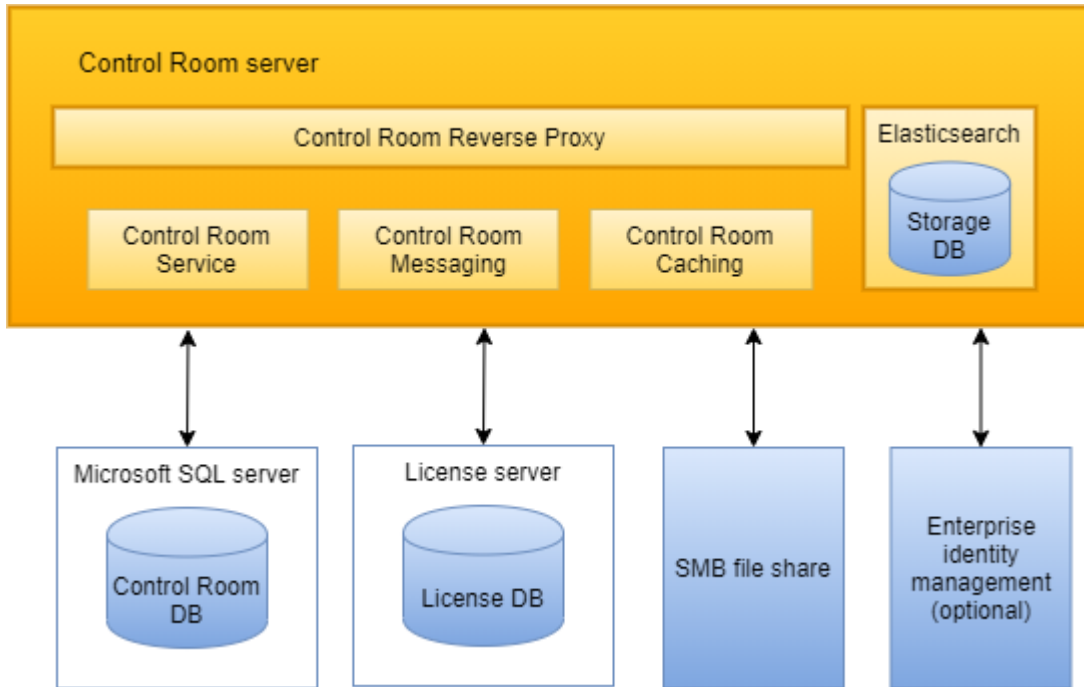 Control Room server
Control Room Reverse Proxy
Elasticsearch
Storage
DB
Control Room
Service
Control Room
Messaging
Control Room
Caching
Microsoft SQL server
Control Room
DB
License server
License DB
SMB file share
Enterprise
identity
management
(optional)